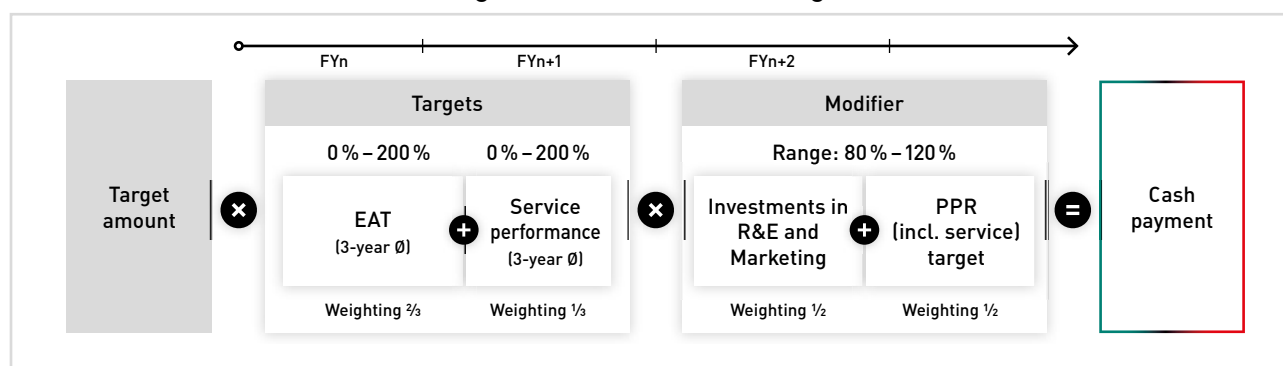 FYn
FYn+1
FYn+2
Targets
Modifier
0 % – 200 %
0 % – 200 %
Range: 80 % – 120 %
Target
amount
×
EAT
(3-year Ø)
+
Service
performance
(3-year Ø)
×
Investments in
R&E and
Marketing
+
PPR
(incl. service)
target
=
Cash
payment
Weighting ⅔
Weighting ⅓
Weighting ½
Weighting ½